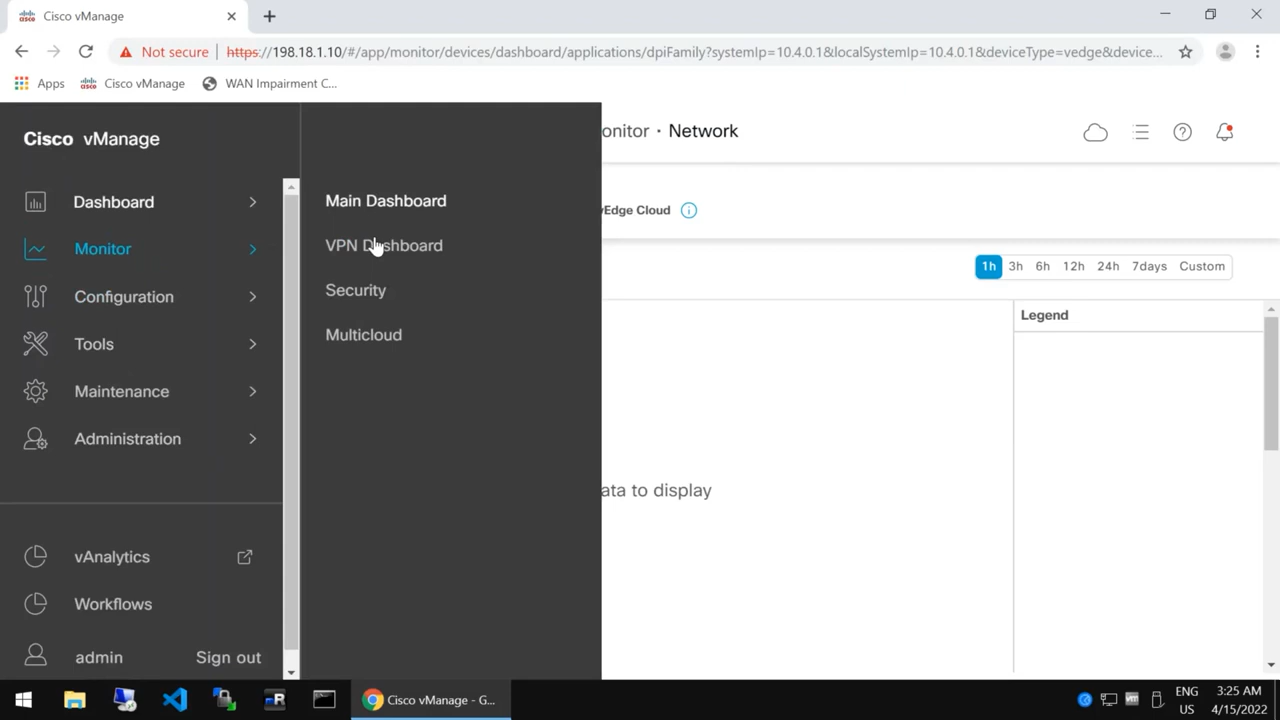 Cisco vManage
Not secure
https://198.18.1.10/#/app/monitor/devices/dashboard/applications/dpiFamily?systemIp=10.4.0.1&localSystemIp=10.4.0.1&deviceType=vedge&device...
Apps
Cisco vManage
WAN Impairment C...
Cisco vManage
onitor · Network
Dashboard
Monitor
Configuration
Tools
Maintenance
Administration
vAnalytics
Workflows
admin
Sign out
Main Dashboard
VPN Dashboard
Security
Multicloud
vEdge Cloud
1h 3h 6h 12h 24h 7days Custom
Legend
ata to display
Cisco vManage - G...
ENG
US
3:25 AM
4/15/2022